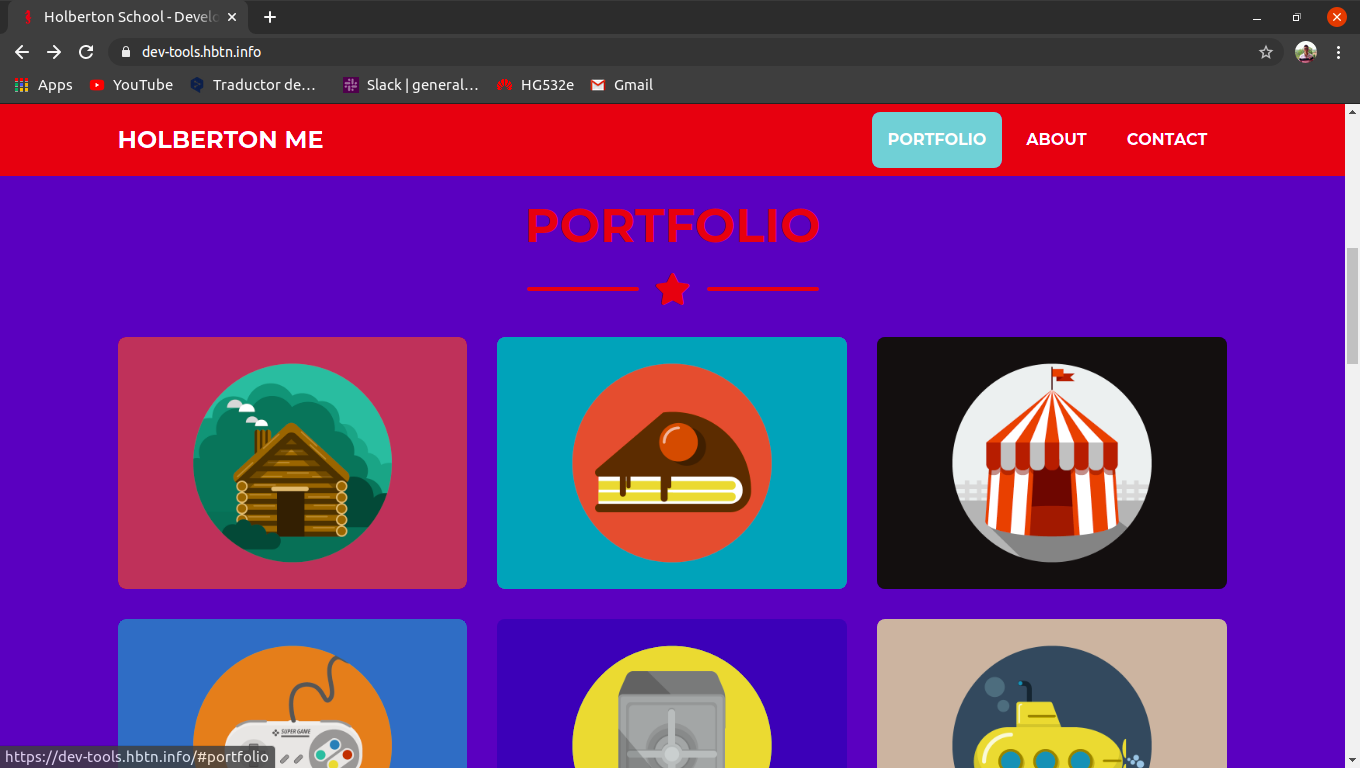 Holberton School - Develo
dev-tools.hbtn.info
Apps YouTube Traductor de... Slack | general... HG532e Gmail
HOLBERTON ME PORTFOLIO ABOUT CONTACT
PORTFOLIO
SUPER GAME
https://dev-tools.hbtn.info/#portfolio